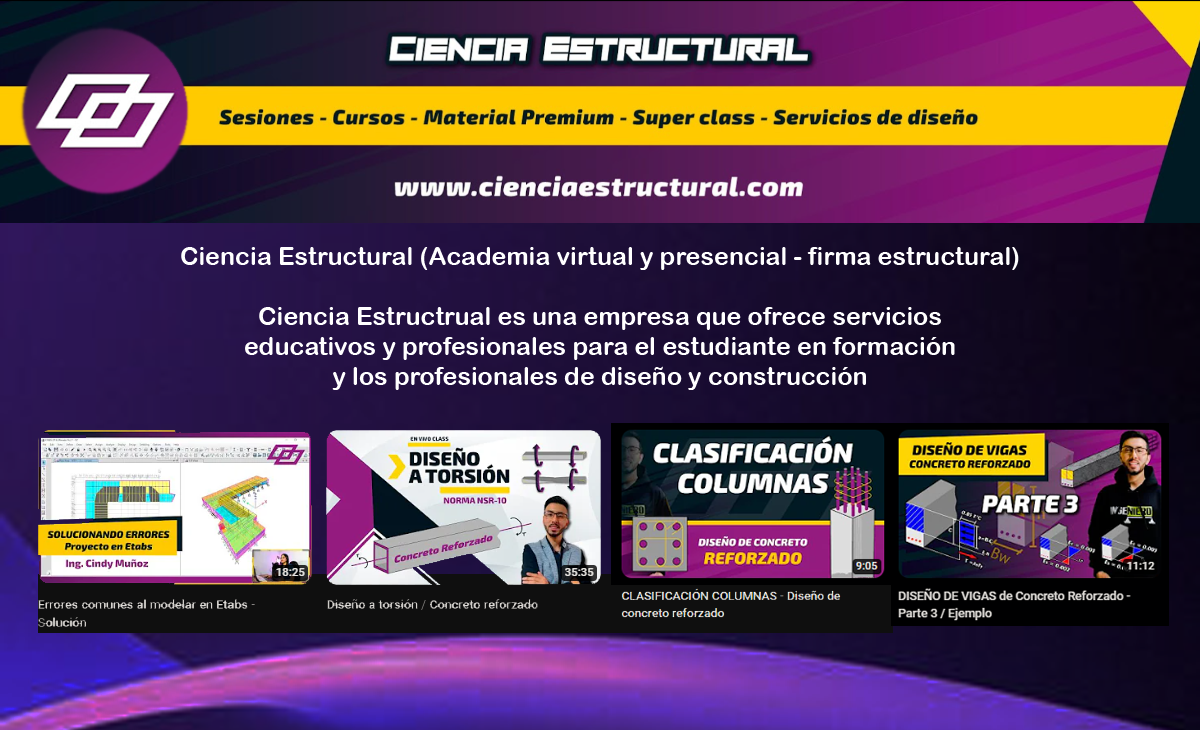 Ciencia Estructural
Sesiones - Cursos - Material Premium - Super class - Servicios de diseño
www.cienciaestructural.com
Ciencia Estructural (Academia virtual y presencial - firma estructural)
Ciencia Estructrual es una empresa que ofrece servicios
educativos y profesionales para el estudiante en formación
y los profesionales de diseño y construcción
SOLUCIONANDO ERRORES
Proyecto en Etabs
Ing. Cindy Muñoz
18:25
Errores comunes al modelar en Etabs -
Solución
EN VIVO CLASS
DISEÑO
A TORSIÓN
NORMA NSR-10
Concreto Reforzado
35:35
Diseño a torsión / Concreto reforzado
CLASIFICACIÓN
COLUMNAS
DISEÑO DE CONCRETO
REFORZADO
9:05
CLASIFICACIÓN COLUMNAS - Diseño de
concreto reforzado
DISEÑO DE VIGAS
CONCRETO REFORZADO
PARTE 3
Bw
11:12
DISEÑO DE VIGAS de Concreto Reforzado -
Parte 3 / Ejemplo